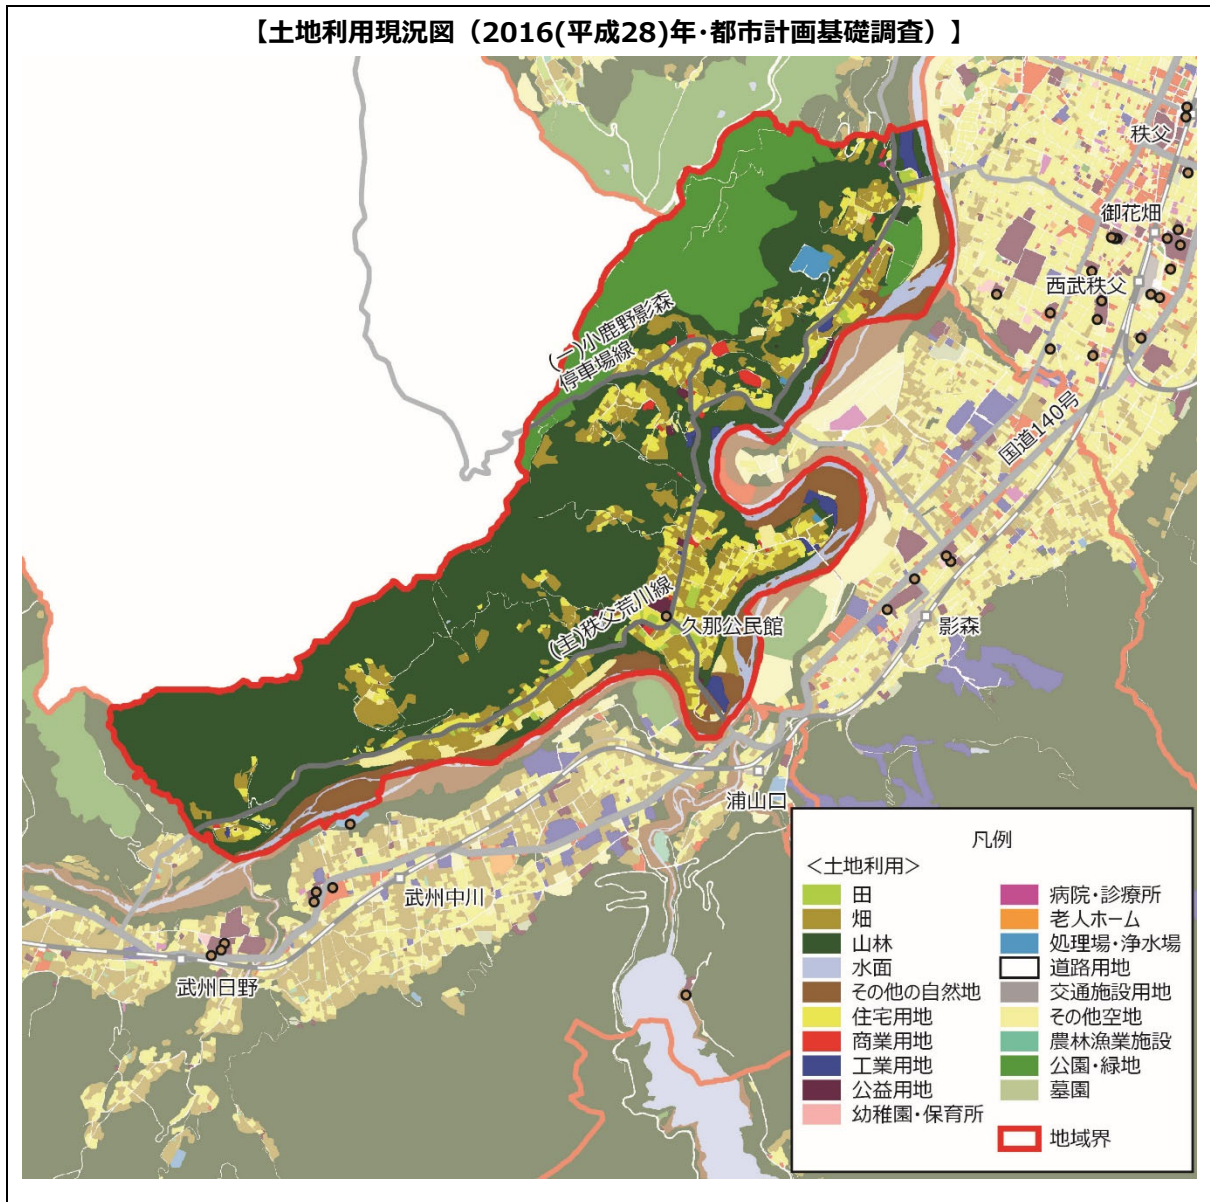 【土地利用現況図（2016(平成28)年・都市計画基礎調査）】
秩父
御花畑
西武秩父
(一)小鹿野影森
停車場線
国道140号
(主)秩父荒川線
久那公民館
影森
浦山口
武州中川
武州日野
凡例
＜土地利用＞
田
畑
山林
水面
その他の自然地
住宅用地
商業用地
工業用地
公益用地
幼稚園・保育所
病院・診療所
老人ホーム
処理場・浄水場
道路用地
交通施設用地
その他空地
農林漁業施設
公園・緑地
墓園
地域界